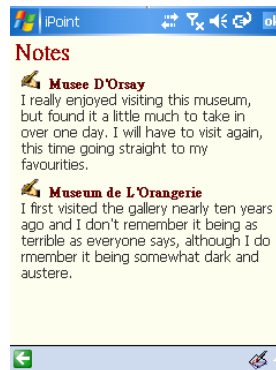 iPoint
ok
Notes
Musee D'Orsay
I really enjoyed visiting this museum,
but found it a little much to take in
over one day. I will have to visit again,
this time going straight to my
favourities.
Museum de L'Orangerie
I first visited the gallery nearly ten years
ago and I don't remember it being as
terrible as everyone says, although I do
rmember it being somewhat dark and
austere.